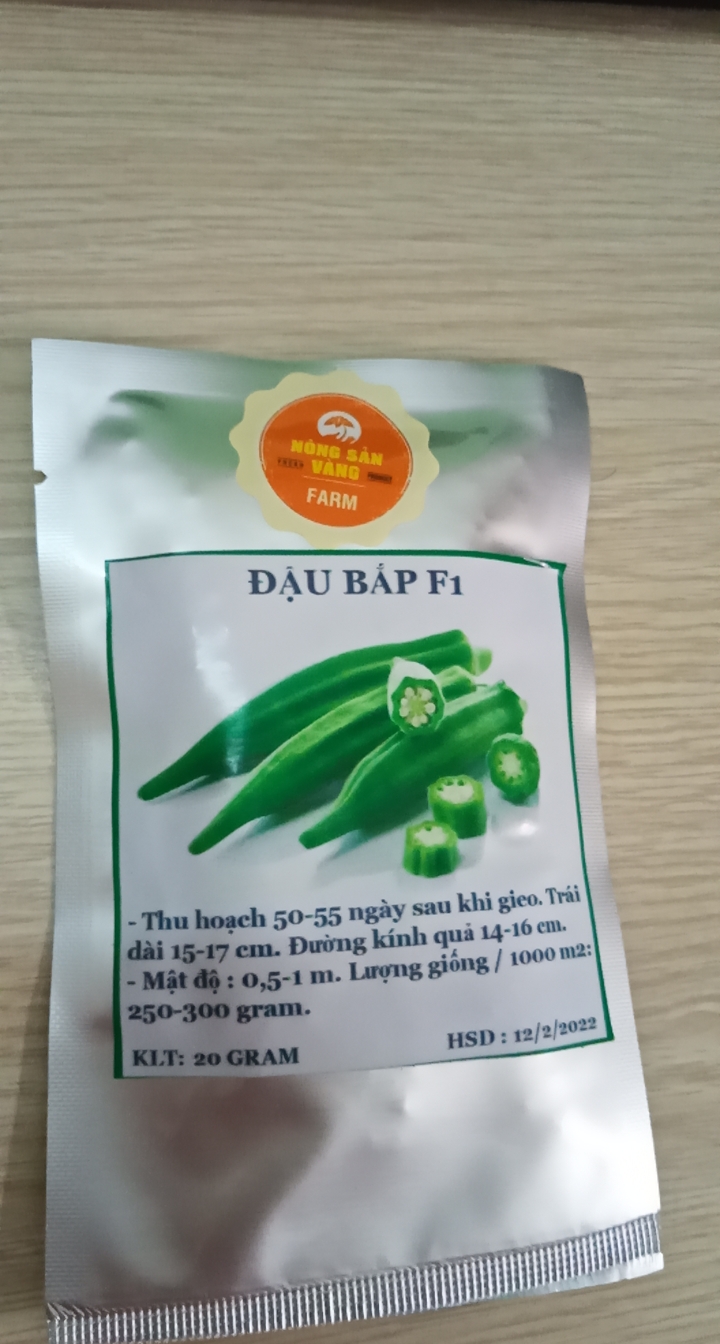 NÔNG SẢN
VÀNG
FARM
ĐẬU BẮP F1
- Thu hoạch 50-55 ngày sau khi gieo. Trái
dài 15-17 cm. Đường kính quả 14-16 cm.
- Mật độ : 0,5-1 m. Lượng giống / 1000 m2:
250-300 gram.
KLT: 20 GRAM
HSD : 12/2/2022